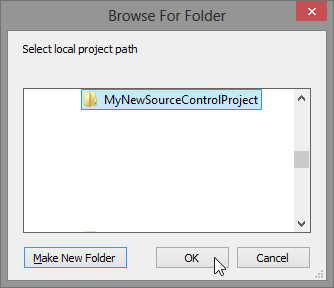 Browse For Folder
Select local project path
MyNewSourceControlProject
Make New Folder
OK
Cancel